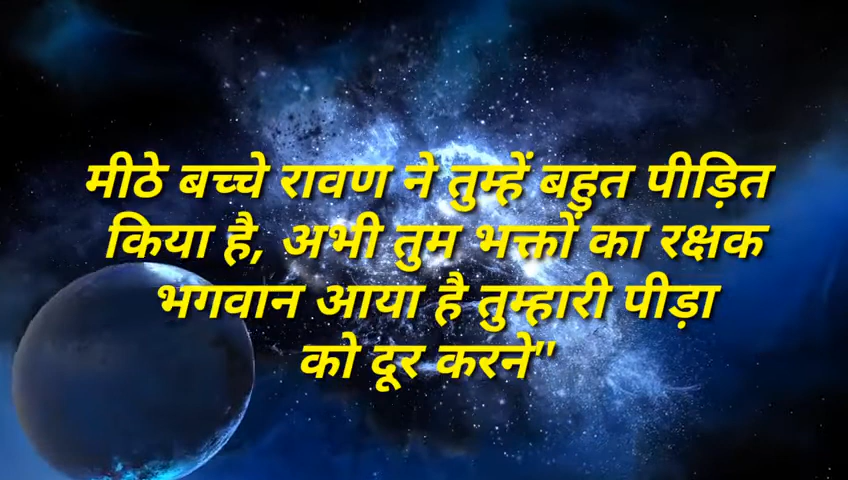 मीठे बच्चे रावण ने तुम्हें बहुत पीड़ित
किया है, अभी तुम भक्तों का रक्षक
भगवान आया है तुम्हारी पीड़ा
को दूर करने"